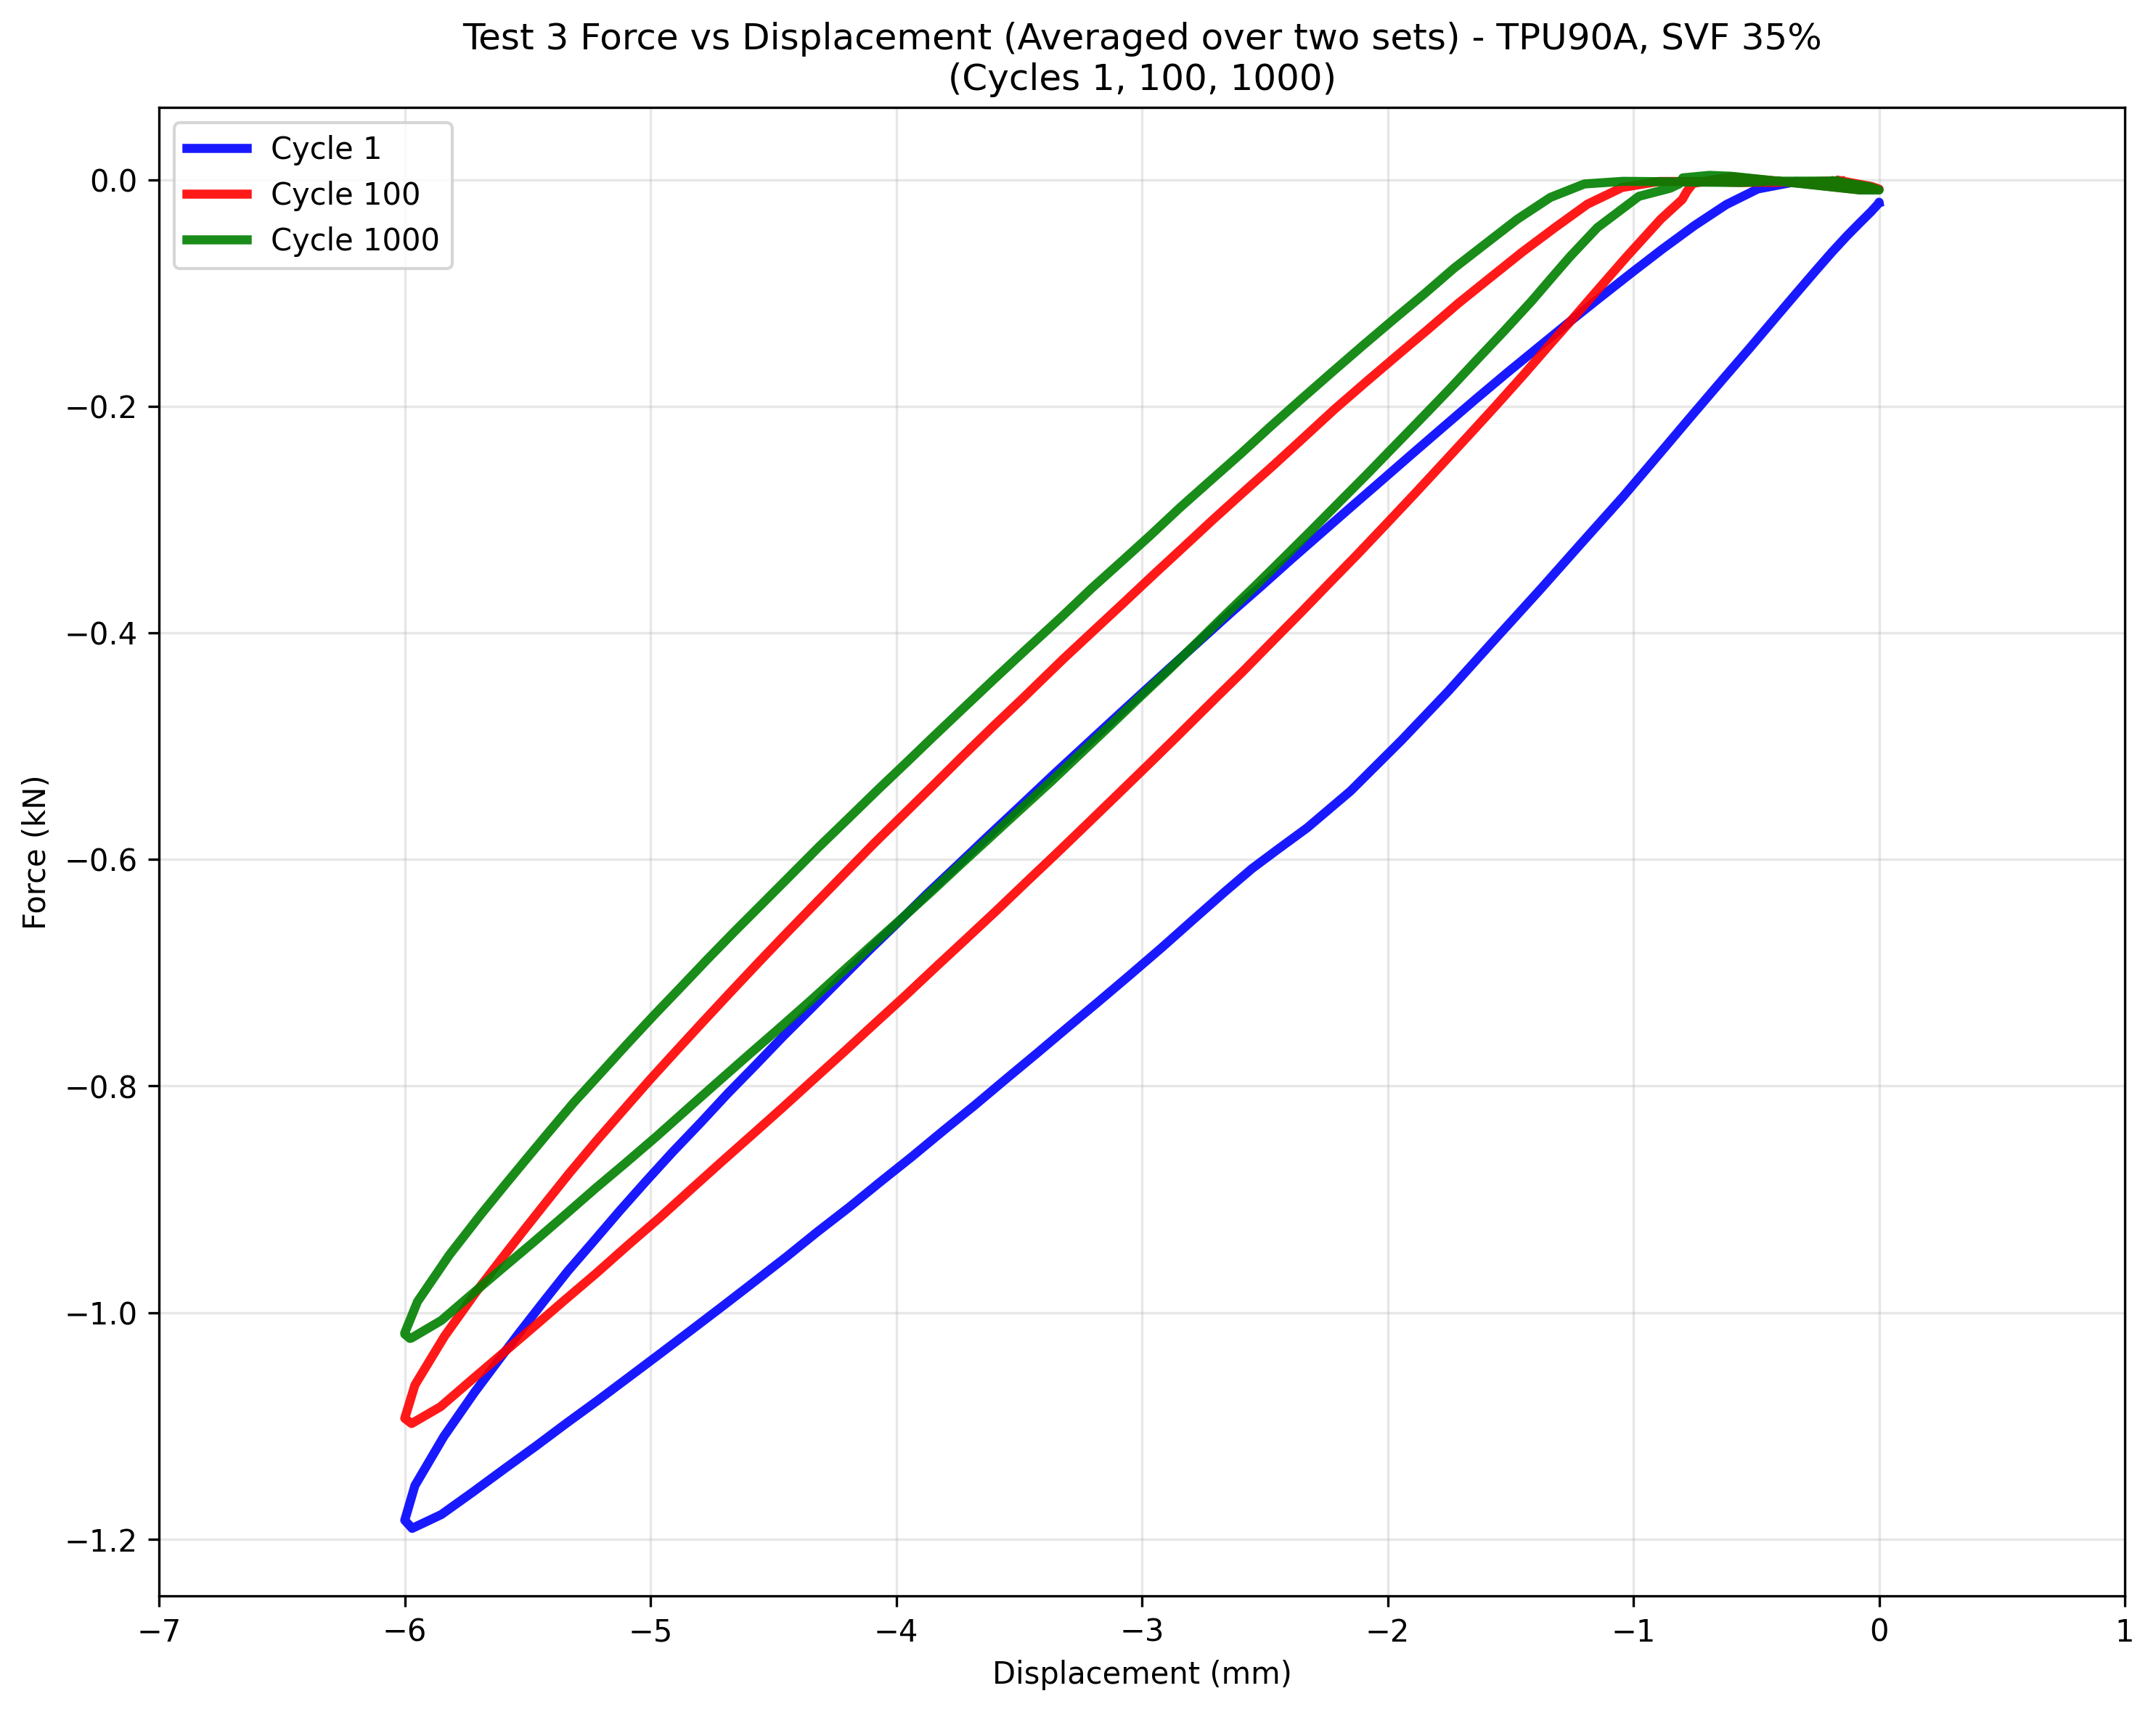 Test 3 Force vs Displacement (Averaged over two sets) - TPU90A, SVF 35%
(Cycles 1, 100, 1000)
Cycle 1
Cycle 100
Cycle 1000
0.0
−0.2
−0.4
−0.6
−0.8
−1.0
−1.2
Force (kN)
−7 −6 −5 −4 −3 −2 −1 0 1
Displacement (mm)